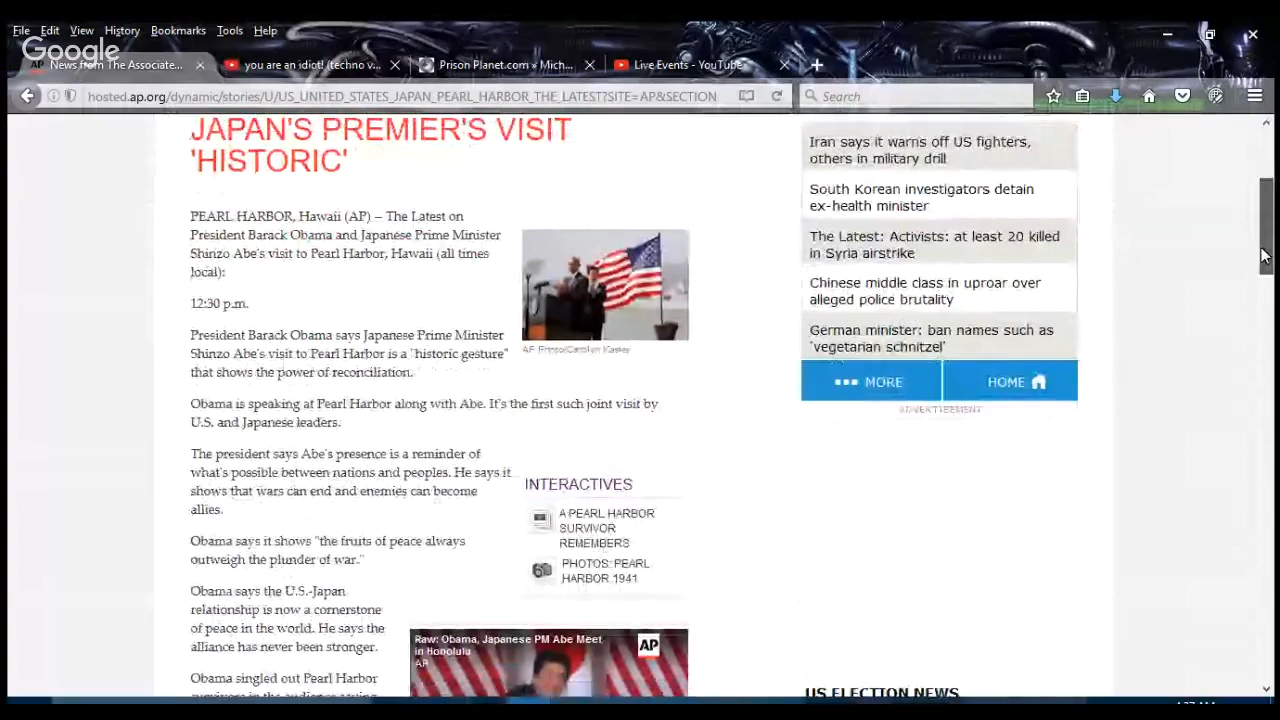 File Edit View History Bookmarks Tools Help
Google
AP News from The Associate... × you are an idiot! (techno v... × Prison Planet.com » Mich... × Live Events - YouTube × +
hosted.ap.org/dynamic/stories/U/US_UNITED_STATES_JAPAN_PEARL_HARBOR_THE_LATEST?SITE=AP&SECTION
Search
JAPAN'S PREMIER'S VISIT
'HISTORIC'
PEARL HARBOR, Hawaii (AP) -- The Latest on
President Barack Obama and Japanese Prime Minister
Shinzo Abe's visit to Pearl Harbor, Hawaii (all times
local):
12:30 p.m.
President Barack Obama says Japanese Prime Minister
Shinzo Abe's visit to Pearl Harbor is a "historic gesture"
that shows the power of reconciliation.
AP Photo/Carolyn Kaster
Obama is speaking at Pearl Harbor along with Abe. It's the first such joint visit by
U.S. and Japanese leaders.
The president says Abe's presence is a reminder of
what's possible between nations and peoples. He says it
shows that wars can end and enemies can become
allies.
Obama says it shows "the fruits of peace always
outweigh the plunder of war."
Obama says the U.S.-Japan
relationship is now a cornerstone
of peace in the world. He says the
alliance has never been stronger.
Obama singled out Pearl Harbor
survivors in the audience saying
INTERACTIVES
A PEARL HARBOR
SURVIVOR
REMEMBERS
PHOTOS: PEARL
HARBOR 1941
Raw: Obama, Japanese PM Abe Meet
in Honolulu
AP
AP
Iran says it warns off US fighters,
others in military drill
South Korean investigators detain
ex-health minister
The Latest: Activists: at least 20 killed
in Syria airstrike
Chinese middle class in uproar over
alleged police brutality
German minister: ban names such as
'vegetarian schnitzel'
MORE
HOME
ADVERTISEMENT
US ELECTION NEWS